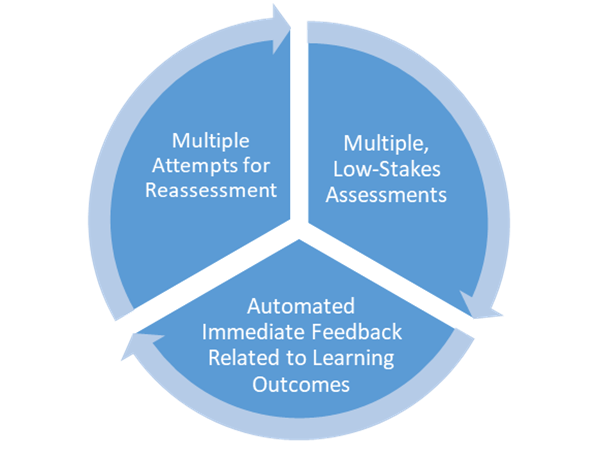 Multiple
Attempts for
Reassessment
Multiple,
Low-Stakes
Assessments
Automated
Immediate Feedback
Related to Learning
Outcomes